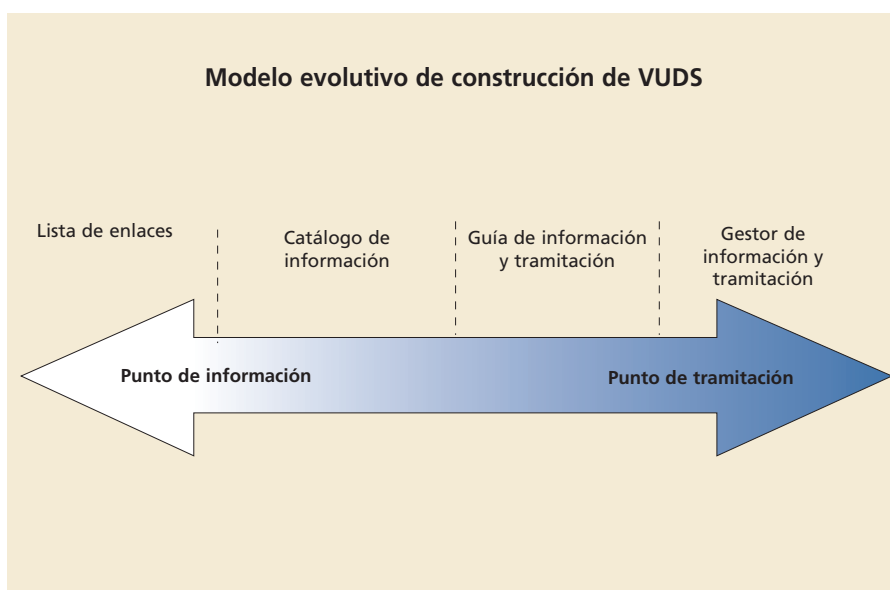 Modelo evolutivo de construcción de VUDS
Lista de enlaces
Catálogo de
información
Guía de información
y tramitación
Gestor de
información y
tramitación
Punto de información
Punto de tramitación